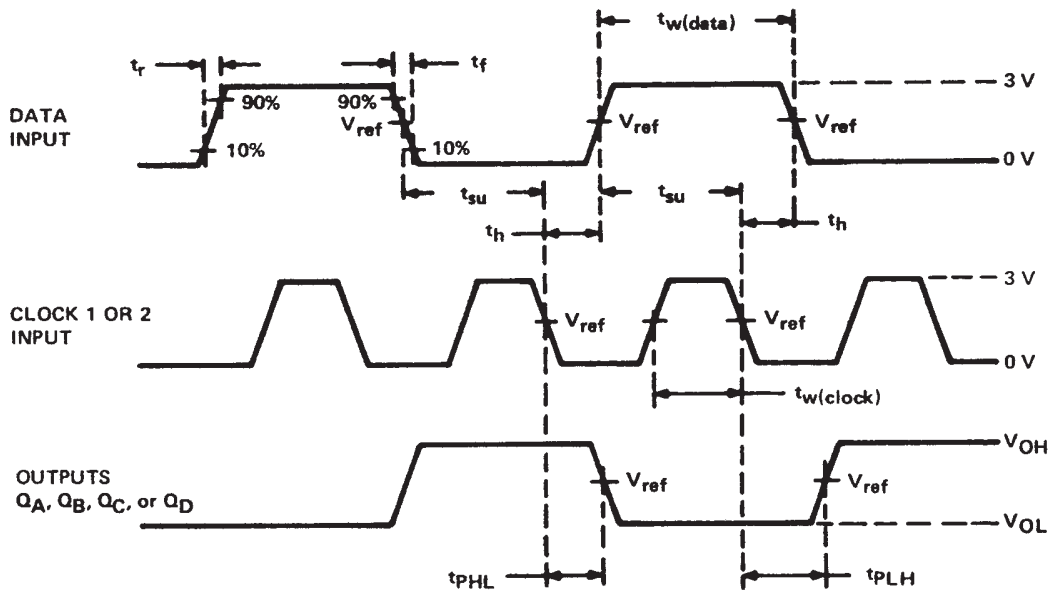 tw(data)
tr
tf
3 V
DATA
INPUT
90%
90%
Vref
Vref
Vref
10%
10%
0 V
tsu
tsu
th
th
3 V
CLOCK 1 OR 2
INPUT
Vref
Vref
0 V
tw(clock)
VOH
OUTPUTS
QA, QB, QC, or QD
Vref
Vref
VOL
tPHL
tPLH